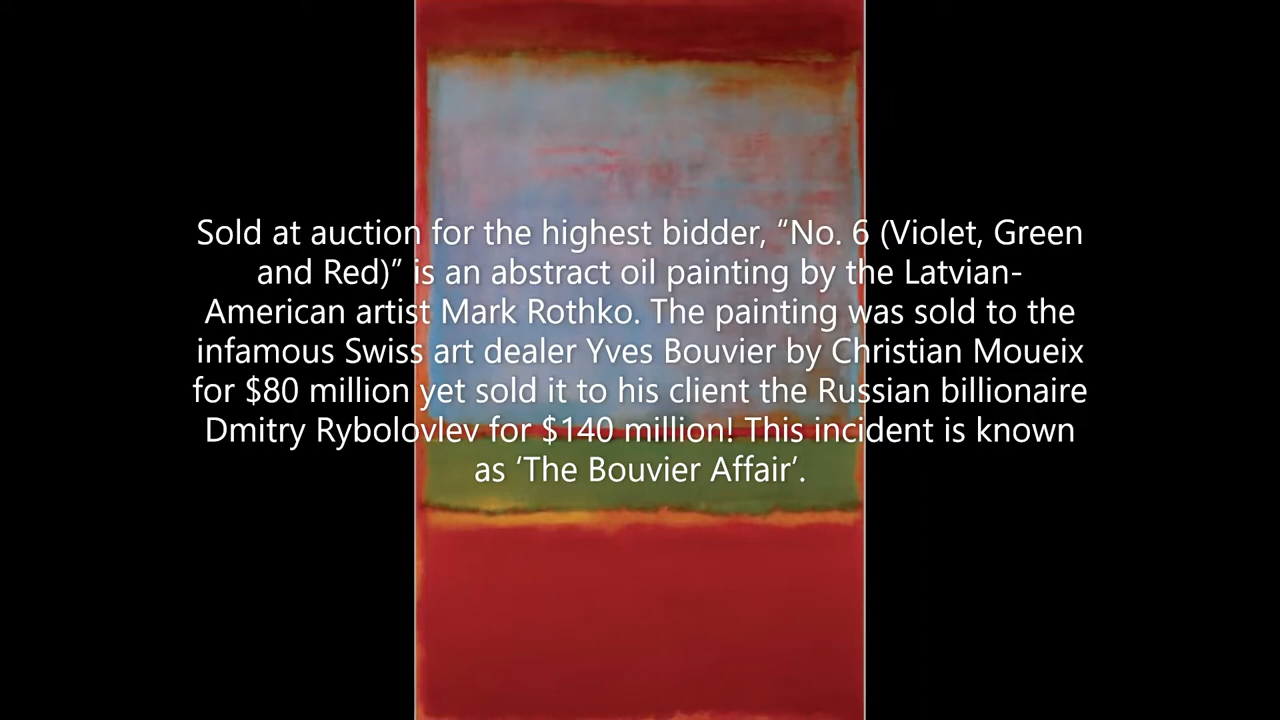 Sold at auction for the highest bidder, “No. 6 (Violet, Green
and Red)” is an abstract oil painting by the Latvian-
American artist Mark Rothko. The painting was sold to the
infamous Swiss art dealer Yves Bouvier by Christian Moueix
for $80 million yet sold it to his client the Russian billionaire
Dmitry Rybolovlev for $140 million! This incident is known
as ‘The Bouvier Affair’.